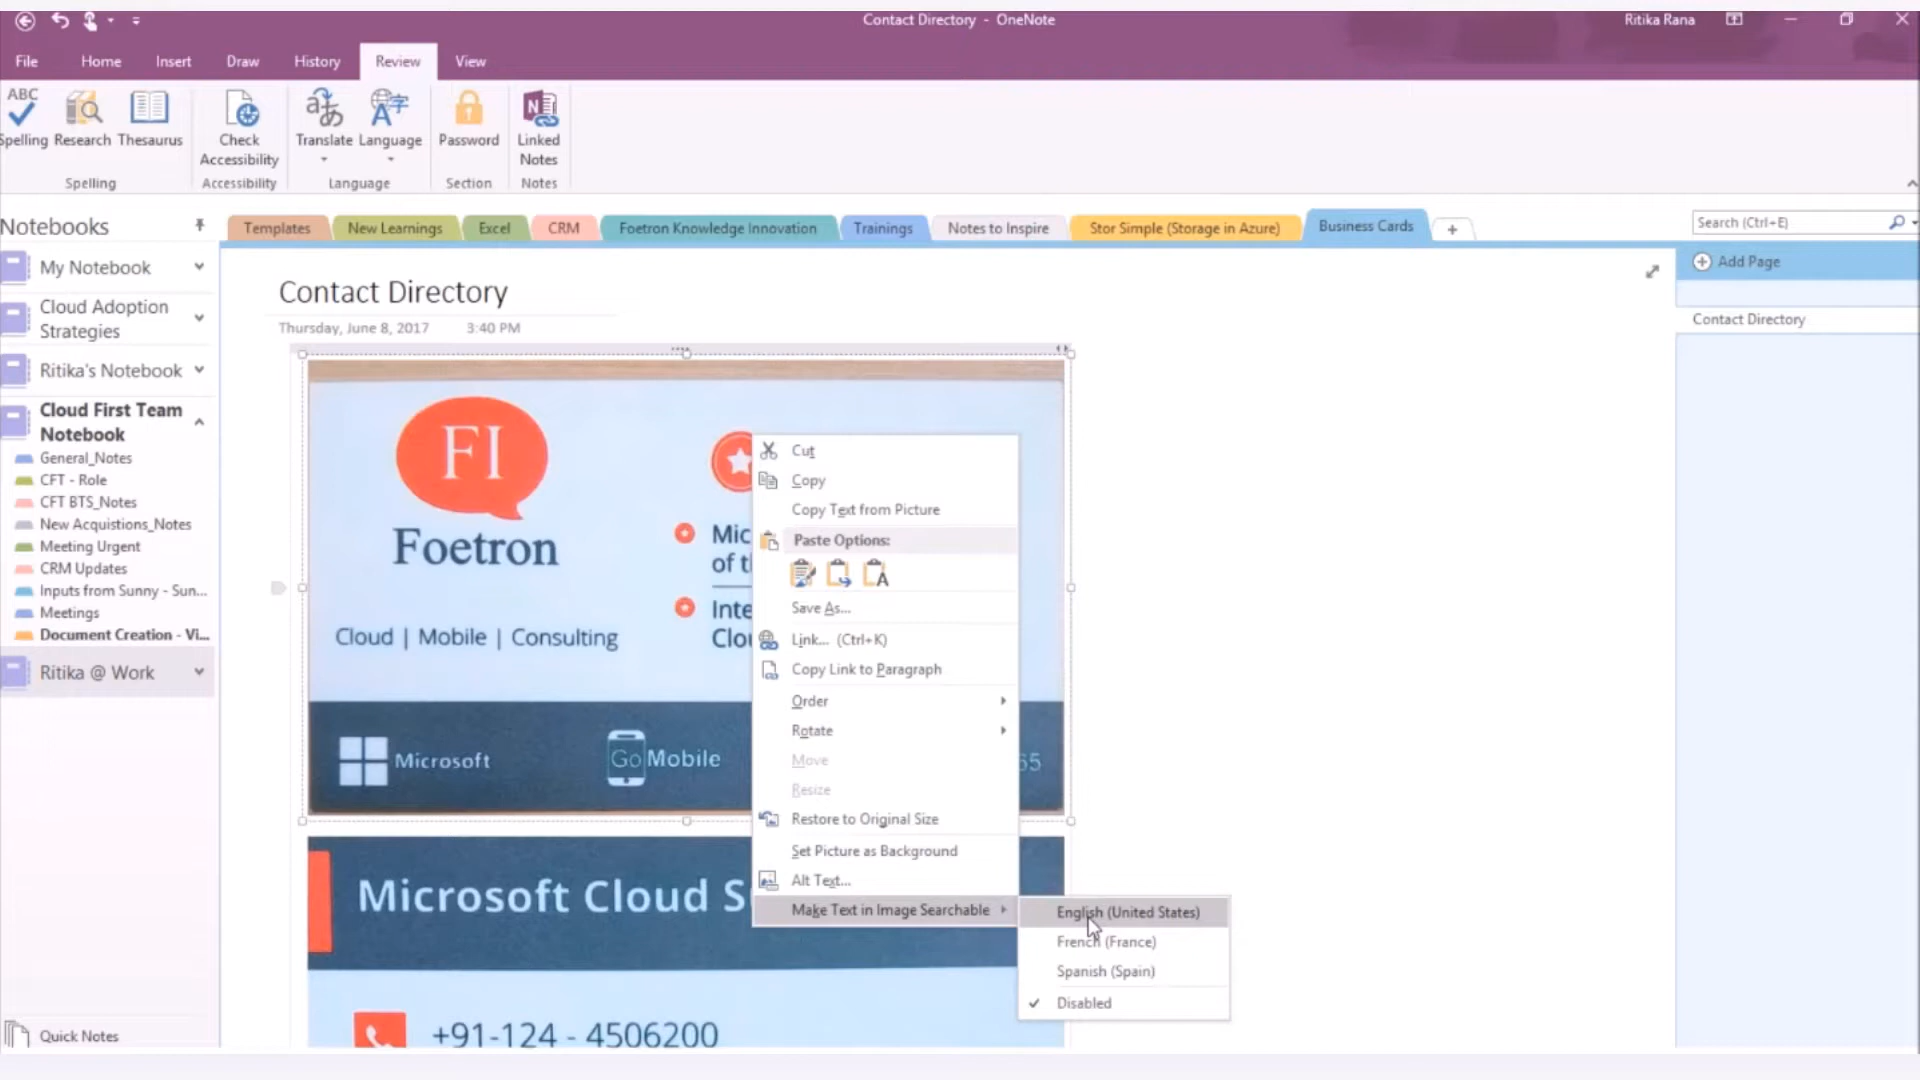 Contact Directory - OneNote
Ritika Rana
File Home Insert Draw History Review View
ABC
Spelling Research Thesaurus
Check
Accessibility
Translate Language
Password
Linked
Notes
Spelling
Accessibility
Language
Section
Notes
Notebooks
Templates New Learnings Excel CRM Foetron Knowledge Innovation Trainings Notes to Inspire Stor Simple (Storage in Azure) Business Cards +
Search (Ctrl+E)
My Notebook
Cloud Adoption
Strategies
Ritika's Notebook
Cloud First Team
Notebook
General_Notes
CFT - Role
CFT BTS_Notes
New Acquistions_Notes
Meeting Urgent
CRM Updates
Inputs from Sunny - Sun...
Meetings
Document Creation - Vi...
Ritika @ Work
Quick Notes
Contact Directory
Thursday, June 8, 2017 3:40 PM
FI
Foetron
Cloud | Mobile | Consulting
Mic
of t
Inte
Clou
Microsoft
Go Mobile
65
Microsoft Cloud S
+91-124 - 4506200
Cut
Copy
Copy Text from Picture
Paste Options:
Save As...
Link... (Ctrl+K)
Copy Link to Paragraph
Order
Rotate
Move
Resize
Restore to Original Size
Set Picture as Background
Alt Text...
Make Text in Image Searchable
English (United States)
French (France)
Spanish (Spain)
Disabled
Add Page
Contact Directory